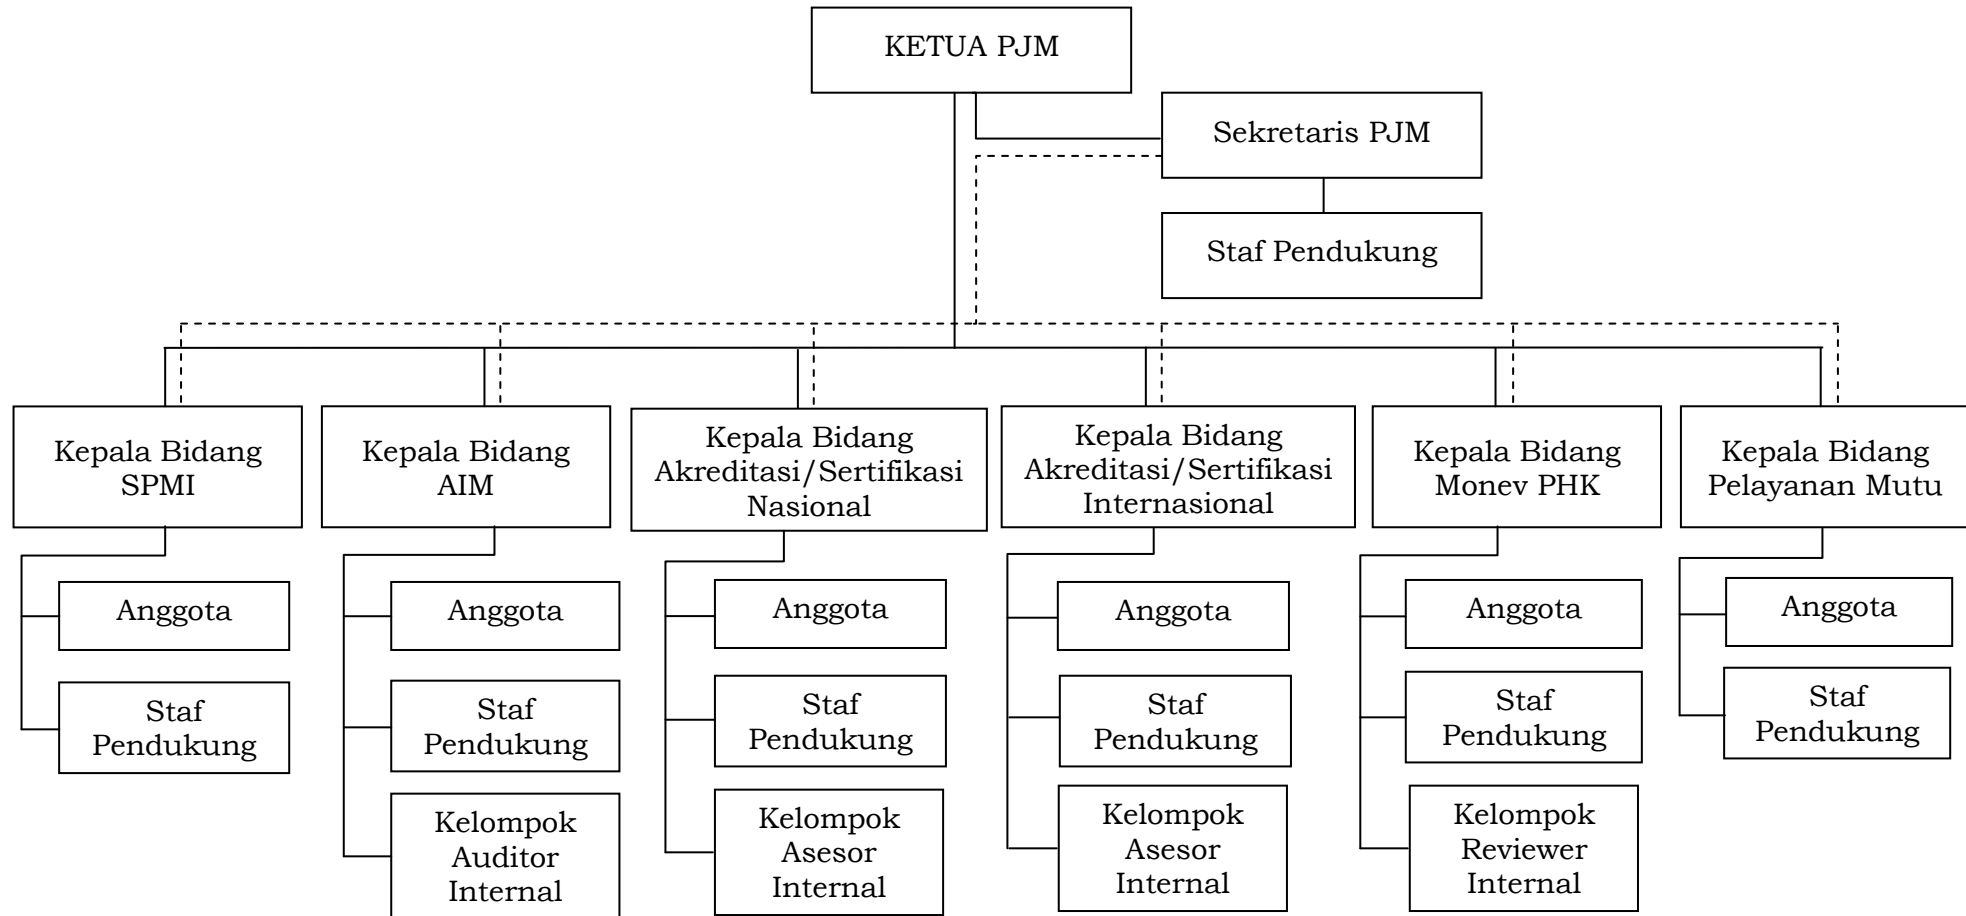 KETUA PJM
Sekretaris PJM
Staf Pendukung
Kepala Bidang
SPMI
Kepala Bidang
AIM
Kepala Bidang
Akreditasi/Sertifikasi
Nasional
Kepala Bidang
Akreditasi/Sertifikasi
Internasional
Kepala Bidang
Monev PHK
Kepala Bidang
Pelayanan Mutu
Anggota
Staf
Pendukung
Anggota
Staf
Pendukung
Kelompok
Auditor
Internal
Anggota
Staf
Pendukung
Kelompok
Asesor
Internal
Anggota
Staf
Pendukung
Kelompok
Asesor
Internal
Anggota
Staf
Pendukung
Kelompok
Reviewer
Internal
Anggota
Staf
Pendukung